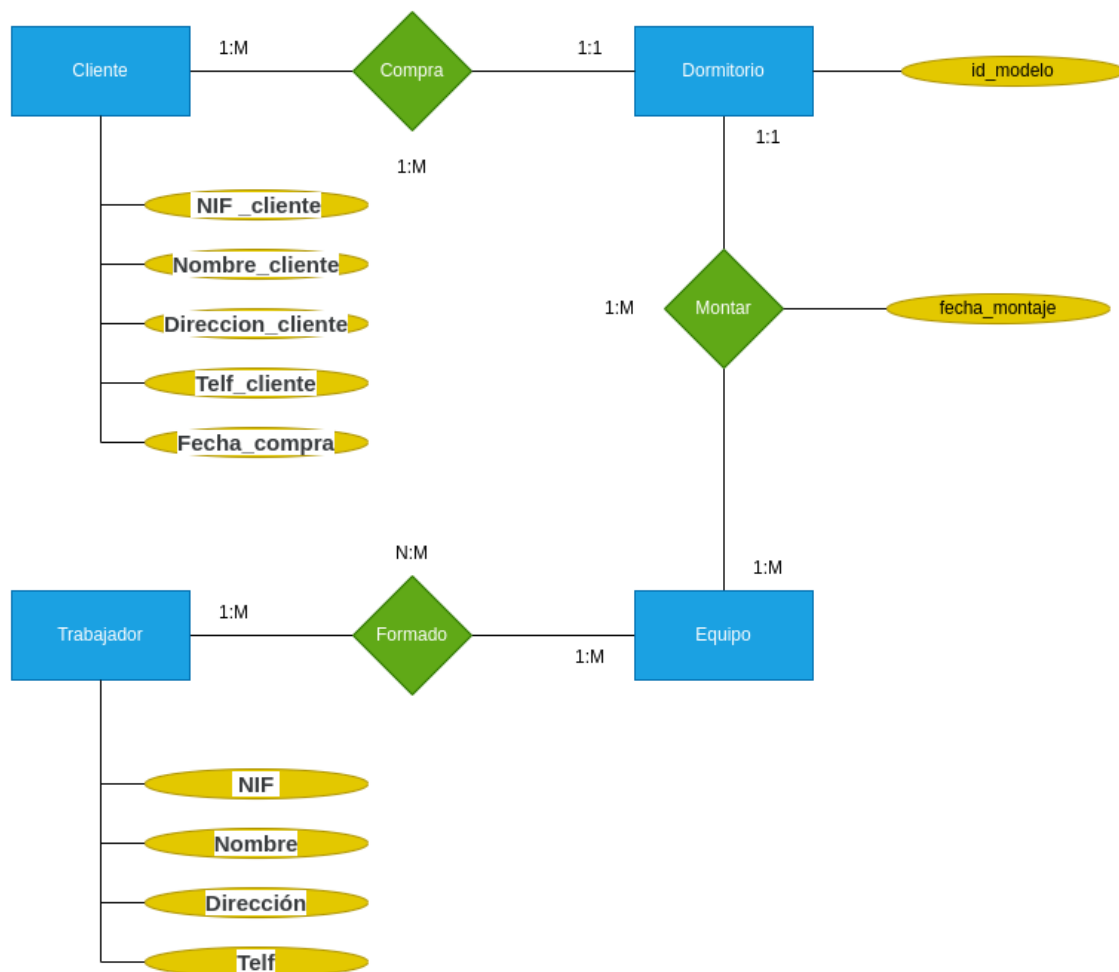 1:M
1:1
Cliente
Compra
Dormitorio
id_modelo
1:1
1:M
NIF _cliente
Nombre_cliente
1:M
Montar
fecha_montaje
Direccion_cliente
Telf_cliente
Fecha_compra
N:M
1:M
1:M
Trabajador
Formado
Equipo
1:M
NIF
Nombre
Dirección
Telf